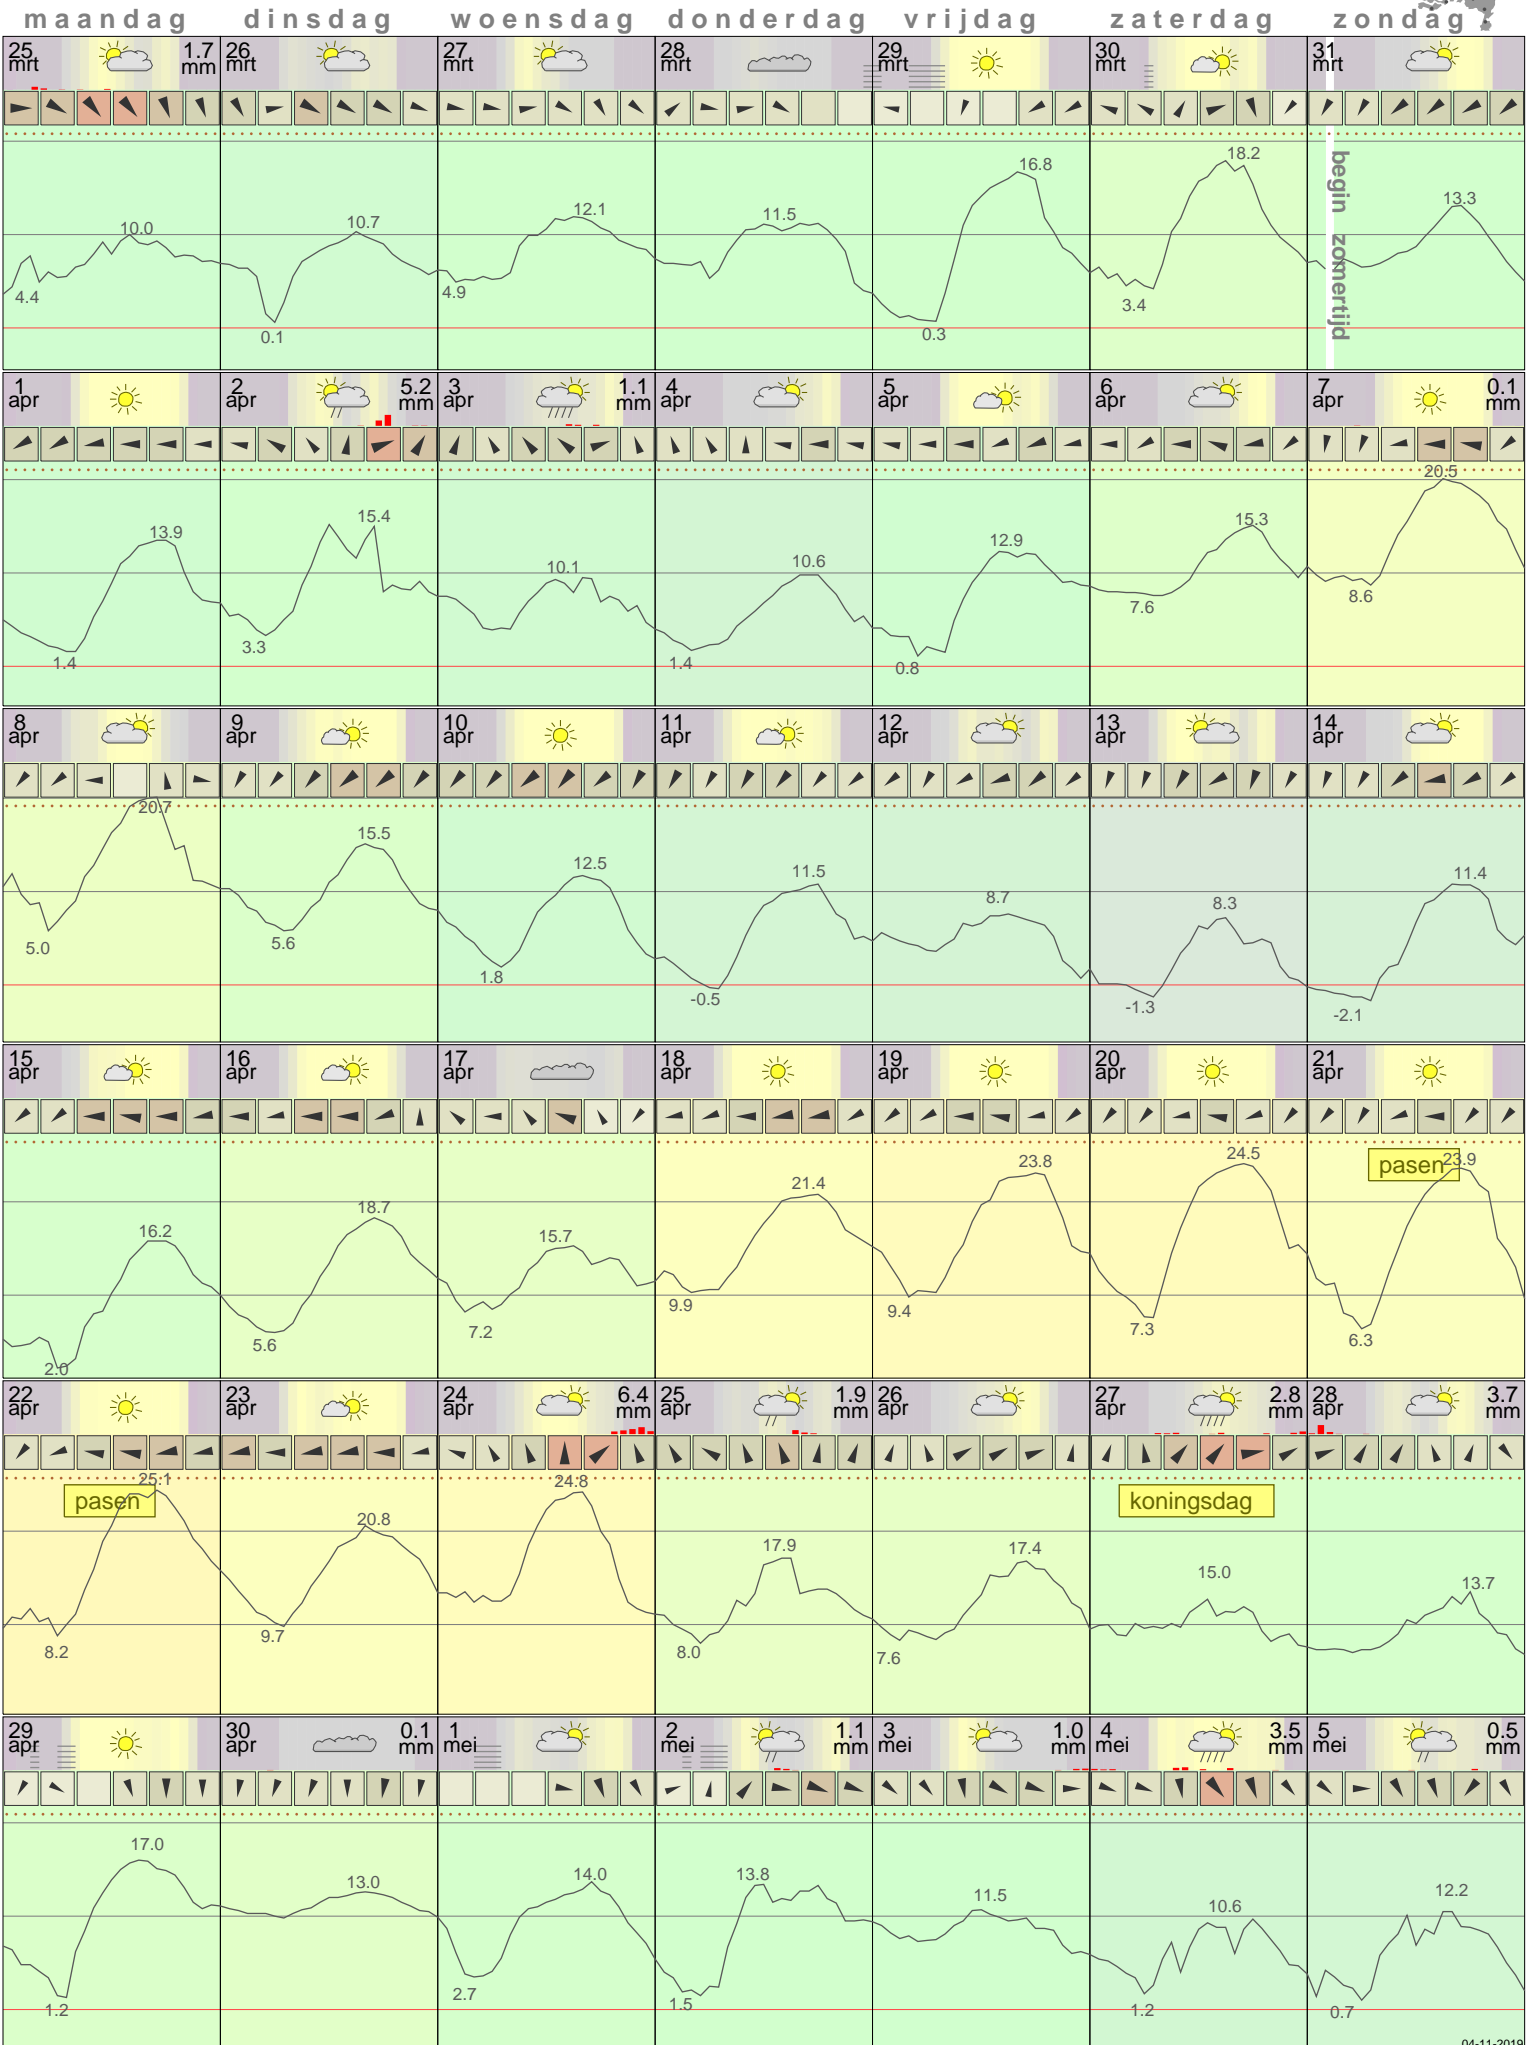 maandag dinsdag woensdag donderdag vrijdag zaterdag zondag
25 mrt 1.7 mm 26 mrt 27 mrt 28 mrt 29 mrt 30 mrt 31 mrt
10.0 4.4 10.7 0.1 12.1 4.9 11.5 16.8 0.3 18.2 3.4 13.3
begin zomertijd
1 apr 2 apr 5.2 mm 3 apr 1.1 mm 4 apr 5 apr 6 apr 7 apr 0.1 mm
13.9 1.4 15.4 3.3 10.1 10.6 1.4 12.9 0.8 15.3 7.6 20.5 8.6
8 apr 9 apr 10 apr 11 apr 12 apr 13 apr 14 apr
20.7 5.0 15.5 5.6 12.5 1.8 11.5 -0.5 8.7 8.3 -1.3 11.4 -2.1
15 apr 16 apr 17 apr 18 apr 19 apr 20 apr 21 apr
16.2 2.0 18.7 5.6 15.7 7.2 21.4 9.9 23.8 9.4 24.5 7.3 pasen 23.9 6.3
22 apr 23 apr 24 apr 6.4 mm 25 apr 1.9 mm 26 apr 27 apr 2.8 mm 28 apr 3.7 mm
25.1 pasen 8.2 20.8 9.7 24.8 17.9 8.0 17.4 7.6 koningsdag 15.0 13.7
29 apr 30 apr 0.1 mm 1 mei 2 mei 1.1 mm 3 mei 1.0 mm 4 mei 3.5 mm 5 mei 0.5 mm
17.0 1.2 13.0 14.0 2.7 13.8 1.5 11.5 10.6 1.2 12.2 0.7
04-11-2019